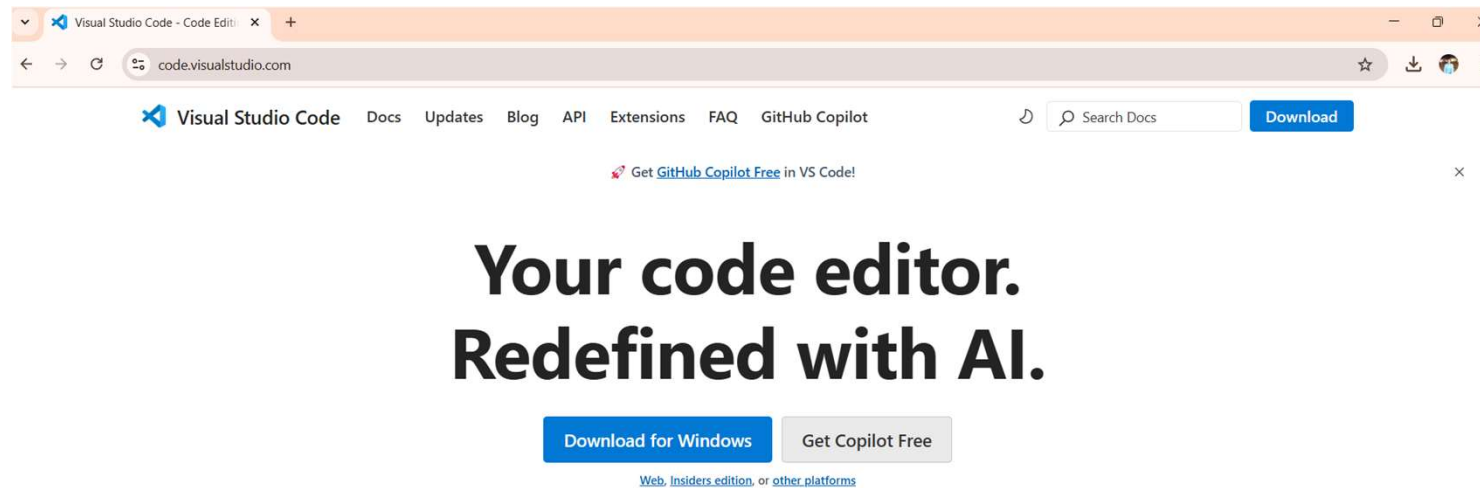 Visual Studio Code - Code Editi
code.visualstudio.com
Visual Studio Code Docs Updates Blog API Extensions FAQ GitHub Copilot Search Docs Download
🚀 Get GitHub Copilot Free in VS Code!
Your code editor.
Redefined with AI.
Download for Windows Get Copilot Free
Web, Insiders edition, or other platforms